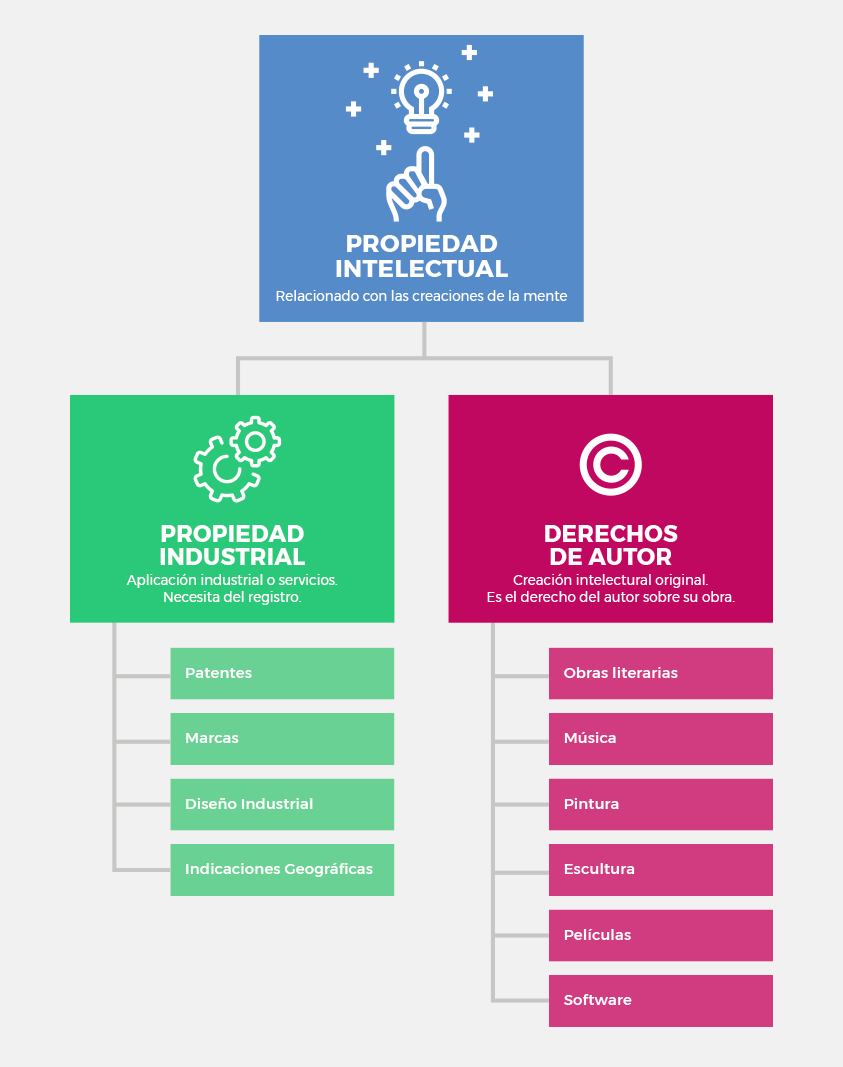 PROPIEDAD
INTELECTUAL
Relacionado con las creaciones de la mente
PROPIEDAD
INDUSTRIAL
Aplicación industrial o servicios.
Necesita del registro.
Patentes
Marcas
Diseño Industrial
Indicaciones Geográficas
DERECHOS
DE AUTOR
Creación intelectural original.
Es el derecho del autor sobre su obra.
Obras literarias
Música
Pintura
Escultura
Películas
Software